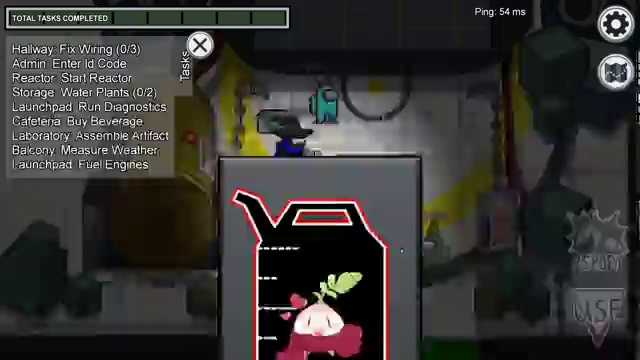 TOTAL TASKS COMPLETED
Ping: 54 ms
Tasks
Hallway: Fix Wiring (0/3)
Admin: Enter Id Code
Reactor: Start Reactor
Storage: Water Plants (0/2)
Launchpad: Run Diagnostics
Cafeteria: Buy Beverage
Laboratory: Assemble Artifact
Balcony: Measure Weather
Launchpad: Fuel Engines
REPORT
USE